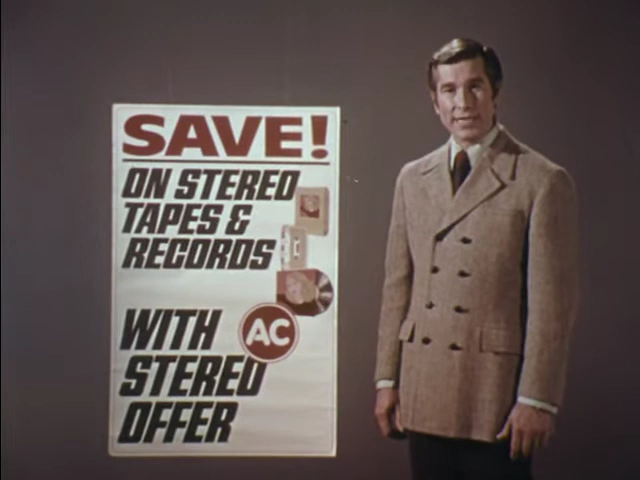 SAVE!
ON STEREO
TAPES &
RECORDS
WITH
AC
STEREO
OFFER